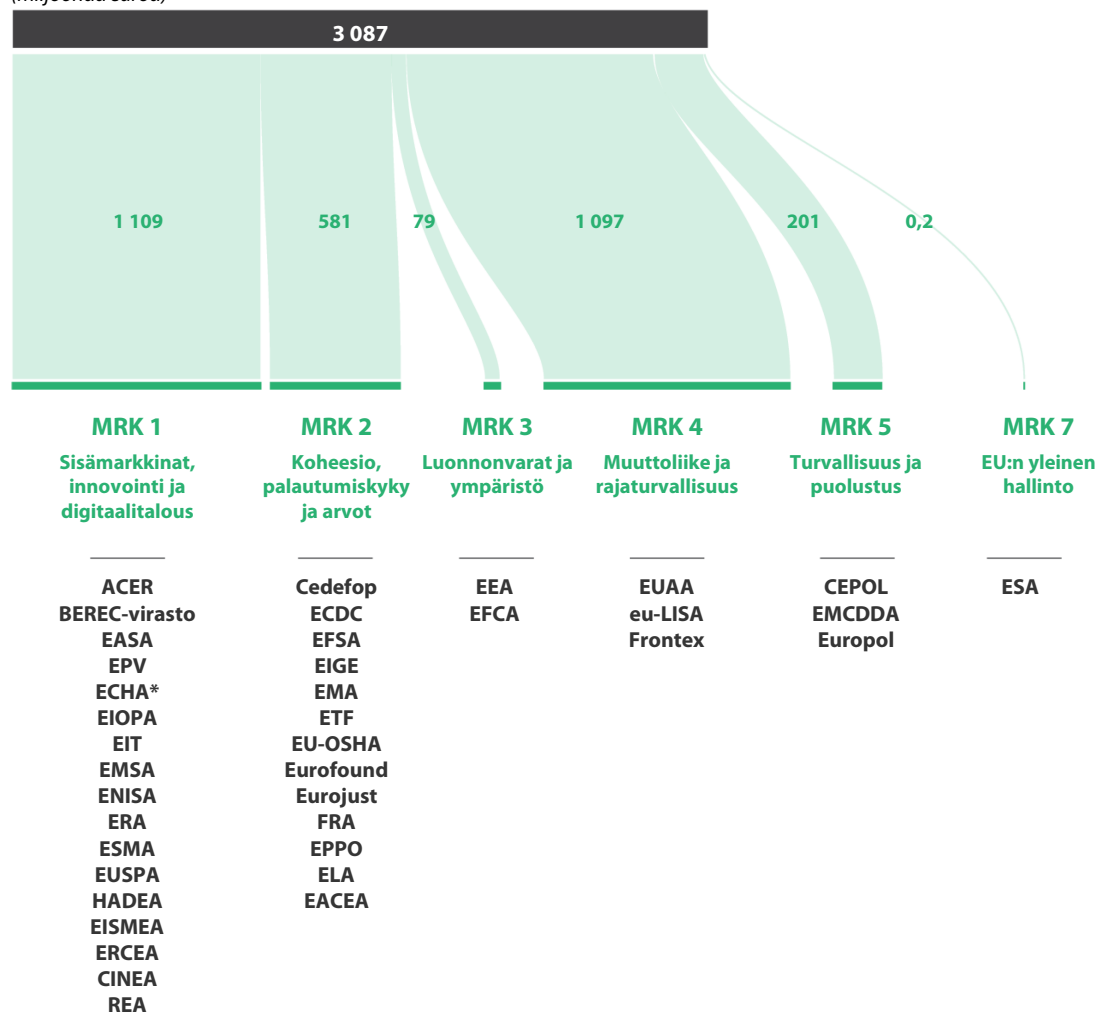 (miljoonaa euroa)
3 087
1 109
581
79
1 097
201
0,2
MRK 1
Sisämarkkinat,
innovointi ja
digitaalitalous
MRK 2
Koheesio,
palautumiskyky
ja arvot
MRK 3
Luonnonvarat ja
ympäristö
MRK 4
Muuttoliike ja
rajaturvallisuus
MRK 5
Turvallisuus ja
puolustus
MRK 7
EU:n yleinen
hallinto
ACER
BEREC-virasto
EASA
EPV
ECHA*
EIOPA
EIT
EMSA
ENISA
ERA
ESMA
EUSPA
HADEA
EISMEA
ERCEA
CINEA
REA
Cedefop
ECDC
EFSA
EIGE
EMA
ETF
EU-OSHA
Eurofound
Eurojust
FRA
EPPO
ELA
EACEA
EEA
EFCA
EUAA
eu-LISA
Frontex
CEPOL
EMCDDA
Europol
ESA